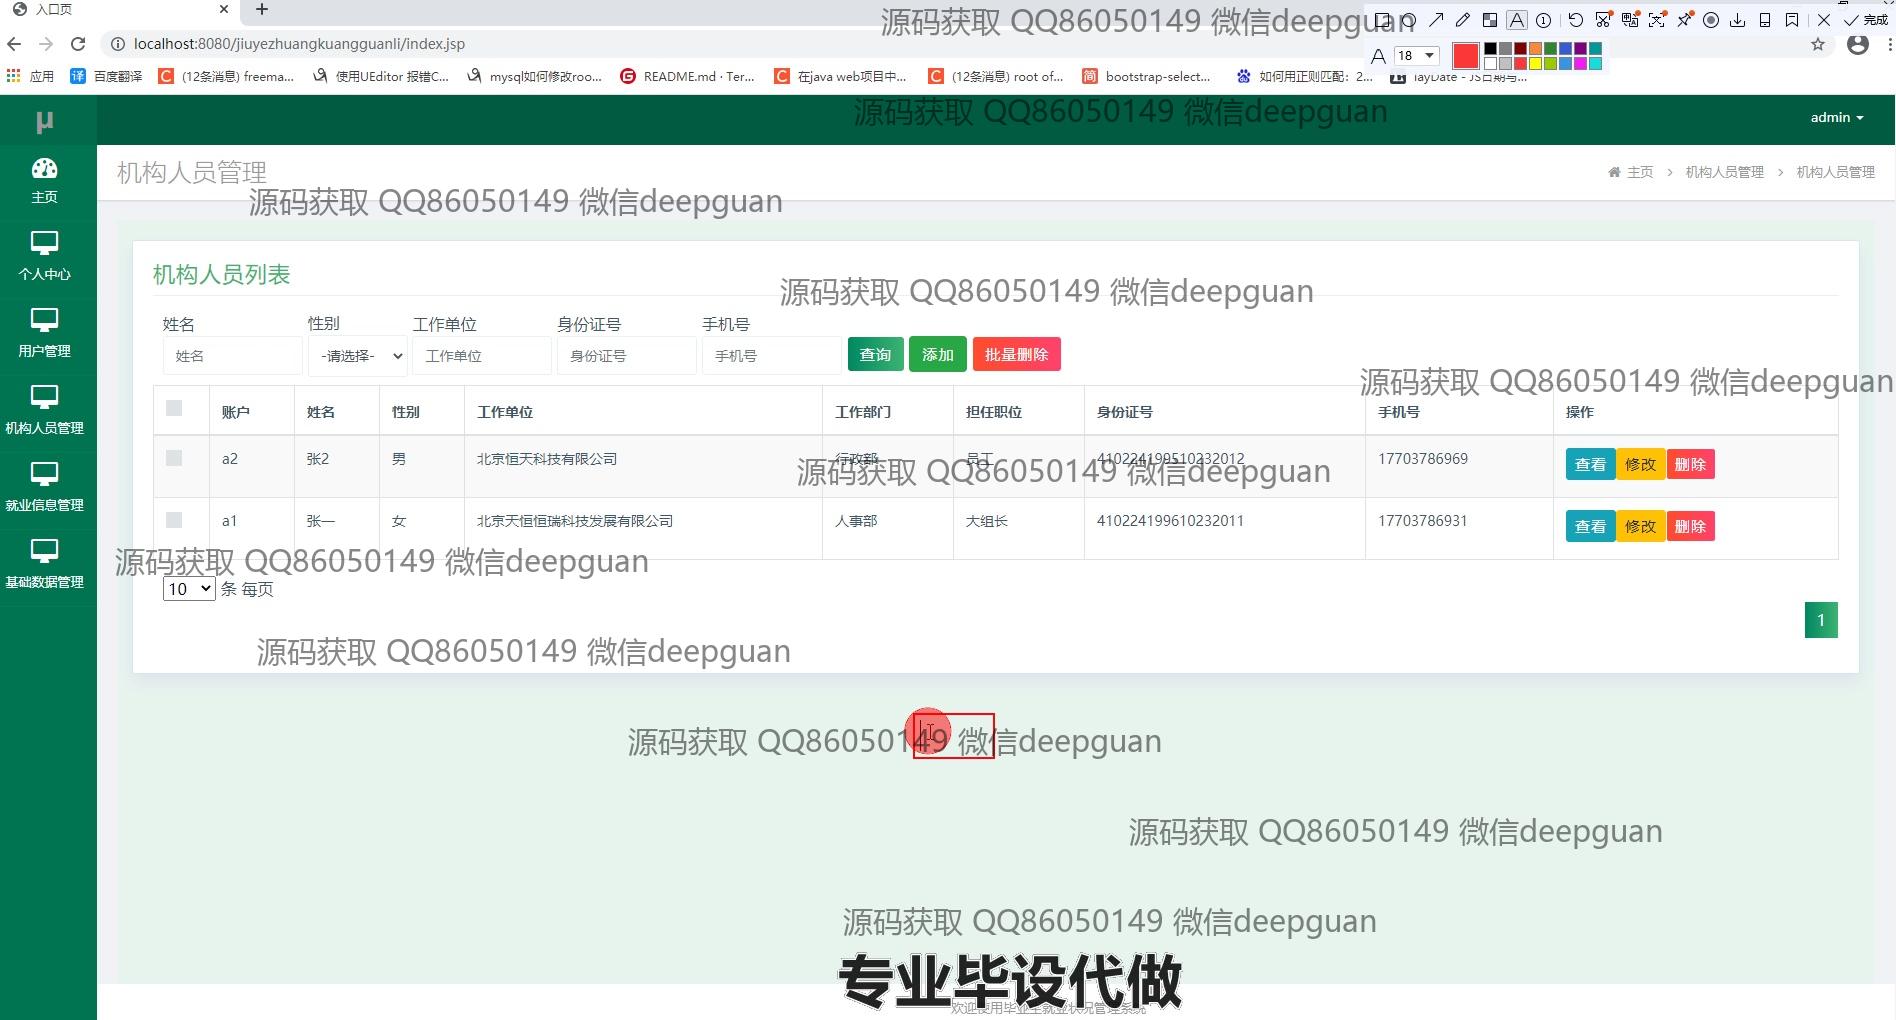 入口页
源码获取 QQ86050149 微信deepguan
完成
localhost:8080/jiuyezhuangkuangguanli/index.jsp
18
应用
百度翻译
(12条消息) freema...
使用UEditor 报错C...
mysql如何修改roo...
README.md · Ter...
在java web项目中...
(12条消息) root of...
bootstrap-select...
如何用正则匹配：2...
layDate - JS日期与...
μ
源码获取 QQ86050149 微信deepguan
admin
主页
个人中心
用户管理
机构人员管理
就业信息管理
基础数据管理
机构人员管理
主页 > 机构人员管理 > 机构人员管理
源码获取 QQ86050149 微信deepguan
机构人员列表
源码获取 QQ86050149 微信deepguan
姓名 性别 工作单位 身份证号 手机号
姓名 -请选择- 工作单位 身份证号 手机号 查询 添加 批量删除
源码获取 QQ86050149 微信deepguan
账户 姓名 性别 工作单位 工作部门 担任职位 身份证号 手机号 操作
a2 张2 男 北京恒天科技有限公司 行政部 员工 410224199510232012 17703786969 查看 修改 删除
源码获取 QQ86050149 微信deepguan
a1 张一 女 北京天恒恒瑞科技发展有限公司 人事部 大组长 410224199610232011 17703786931 查看 修改 删除
源码获取 QQ86050149 微信deepguan
10 条 每页
1
源码获取 QQ86050149 微信deepguan
源码获取 QQ86050149 微信deepguan
源码获取 QQ86050149 微信deepguan
源码获取 QQ86050149 微信deepguan
专业毕设代做
欢迎使用毕业生就业状况管理系统